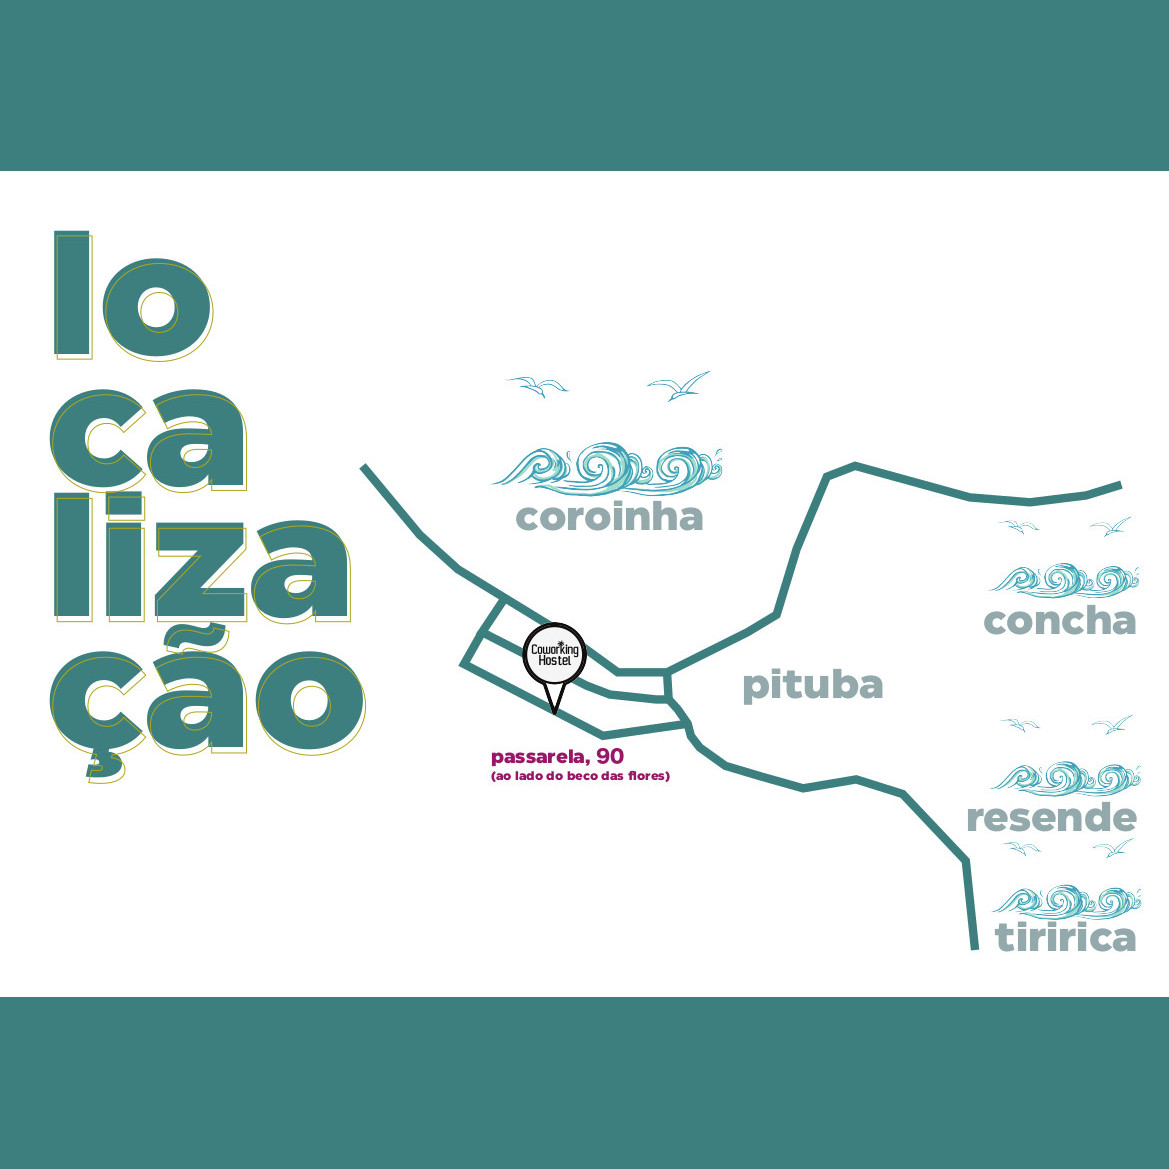 lo
ca
liza
ção
coroinha
concha
Coworking
Hostel
pituba
passarela, 90
(ao lado do beco das flores)
resende
tiririca